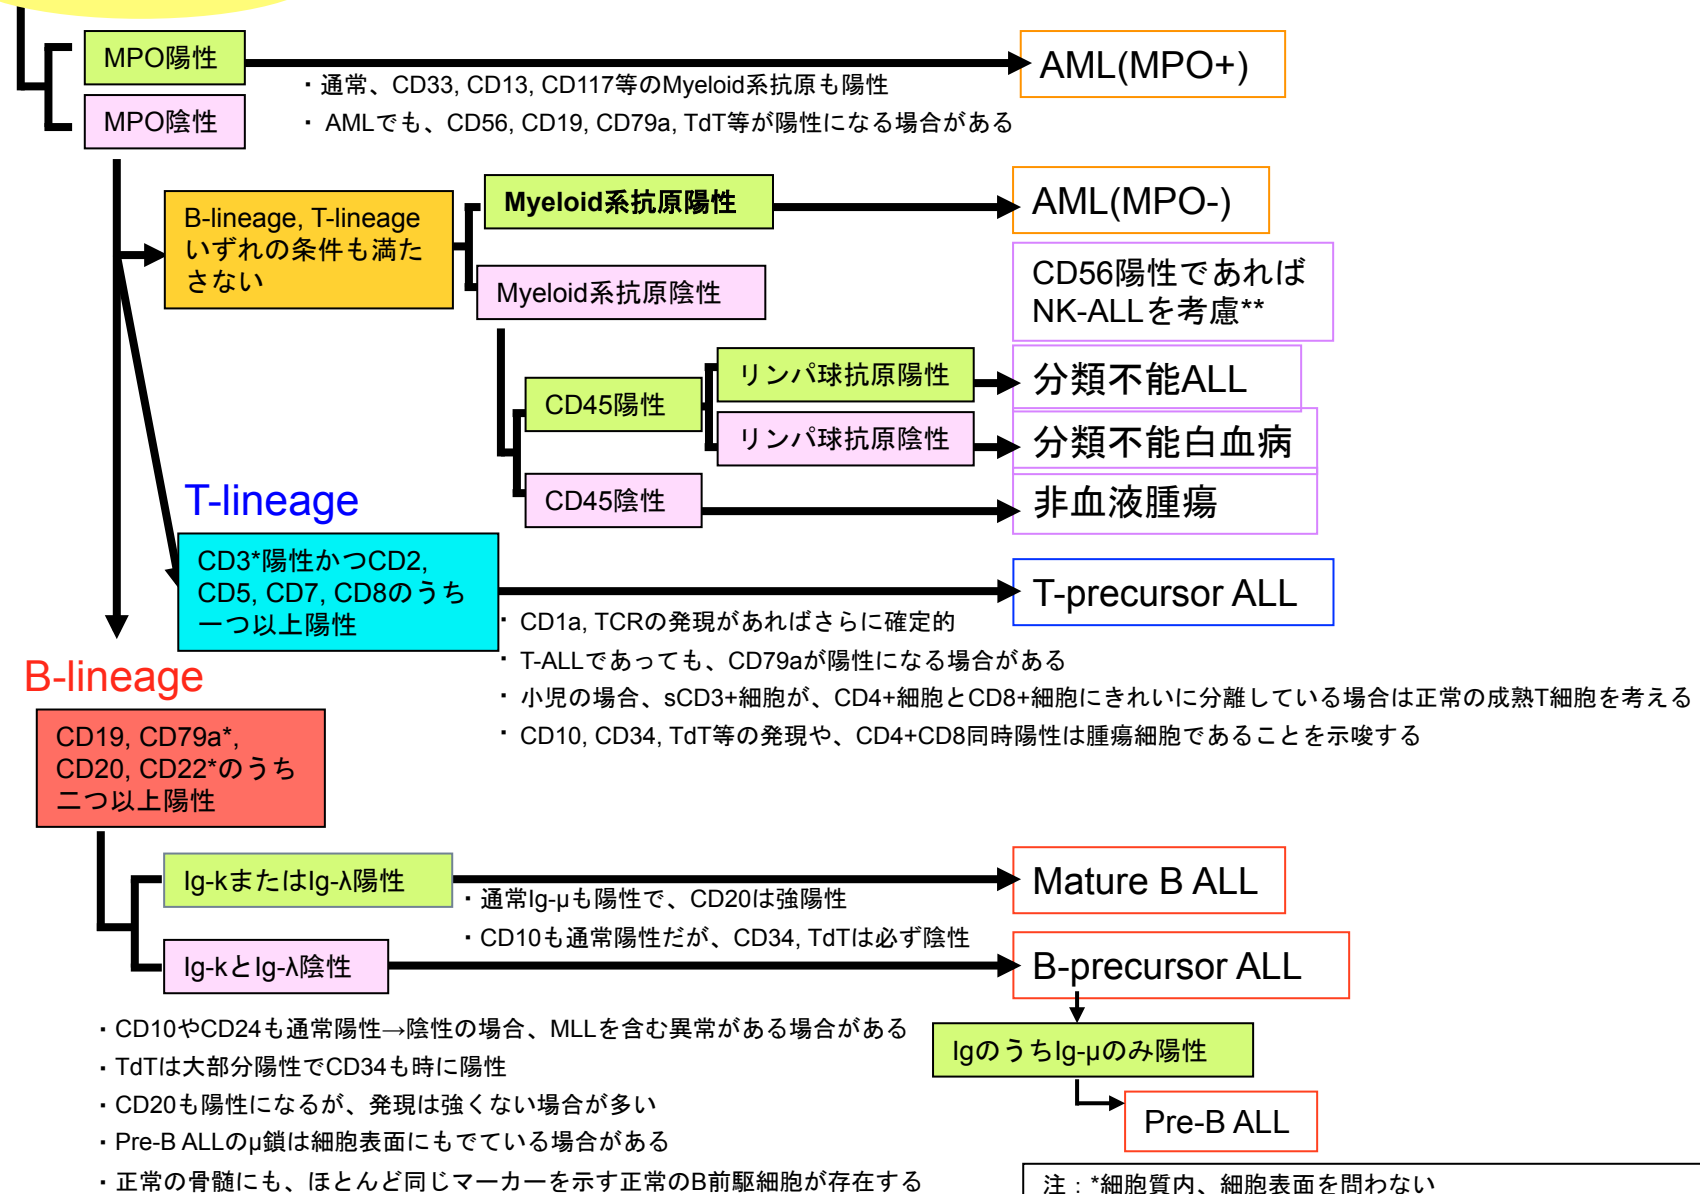 MPO陽性
AML(MPO+)
・通常、CD33, CD13, CD117等のMyeloid系抗原も陽性
MPO陰性
・ AMLでも、CD56, CD19, CD79a, TdT等が陽性になる場合がある
B-lineage, T-lineage
いずれの条件も満た
さない
Myeloid系抗原陽性
AML(MPO-)
Myeloid系抗原陰性
CD56陽性であれば
NK-ALLを考慮**
CD45陽性
リンパ球抗原陽性
分類不能ALL
リンパ球抗原陰性
分類不能白血病
CD45陰性
非血液腫瘍
T-lineage
CD3*陽性かつCD2,
CD5, CD7, CD8のうち
一つ以上陽性
T-precursor ALL
・ CD1a, TCRの発現があればさらに確定的
・ T-ALLであっても、CD79aが陽性になる場合がある
・ 小児の場合、sCD3+細胞が、CD4+細胞とCD8+細胞にきれいに分離している場合は正常の成熟T細胞を考える
・ CD10, CD34, TdT等の発現や、CD4+CD8同時陽性は腫瘍細胞であることを示唆する
B-lineage
CD19, CD79a*,
CD20, CD22*のうち
二つ以上陽性
Ig-kまたはIg-λ陽性
Mature B ALL
・通常Ig-μも陽性で、CD20は強陽性
・CD10も通常陽性だが、CD34, TdTは必ず陰性
Ig-kとIg-λ陰性
B-precursor ALL
・CD10やCD24も通常陽性→陰性の場合、MLLを含む異常がある場合がある
・TdTは大部分陽性でCD34も時に陽性
・CD20も陽性になるが、発現は強くない場合が多い
・Pre-B ALLのμ鎖は細胞表面にもでている場合がある
・正常の骨髄にも、ほとんど同じマーカーを示す正常のB前駆細胞が存在する
IgのうちIg-μのみ陽性
Pre-B ALL
注：*細胞質内、細胞表面を問わない